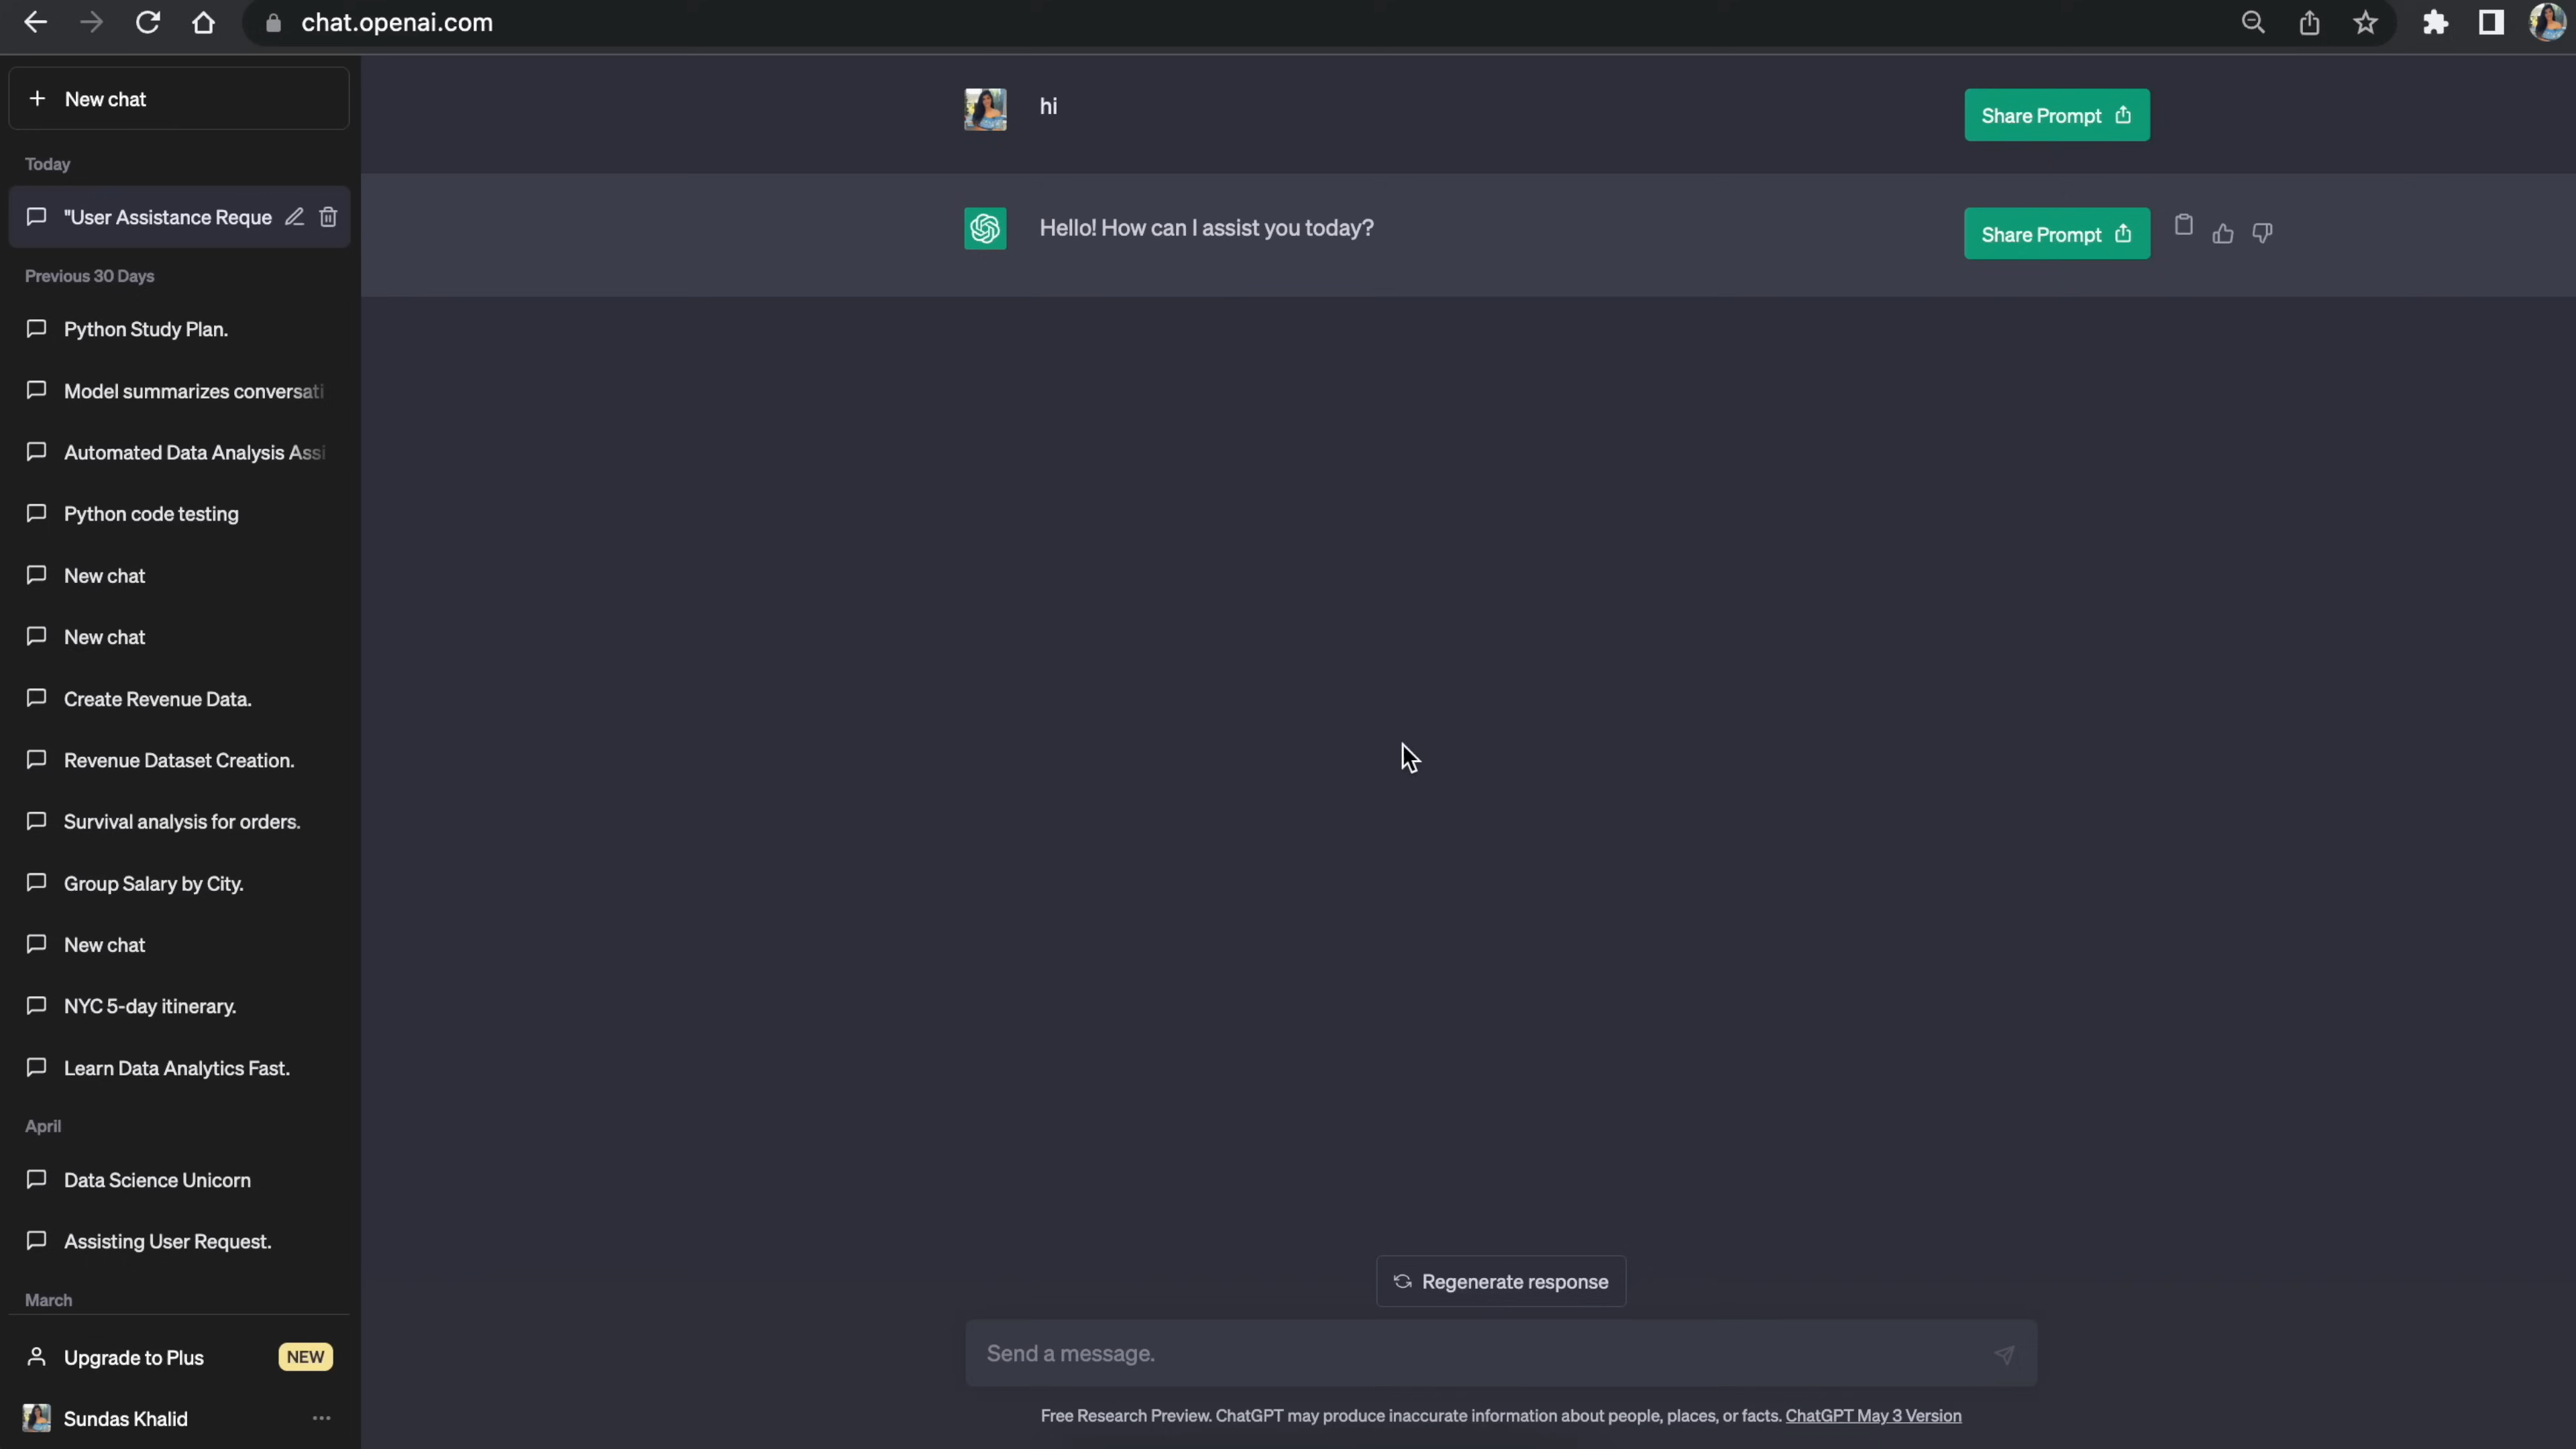 chat.openai.com
New chat
Today
"User Assistance Reque
Previous 30 Days
Python Study Plan.
Model summarizes conversati
Automated Data Analysis Assi
Python code testing
New chat
New chat
Create Revenue Data.
Revenue Dataset Creation.
Survival analysis for orders.
Group Salary by City.
New chat
NYC 5-day itinerary.
Learn Data Analytics Fast.
April
Data Science Unicorn
Assisting User Request.
March
Upgrade to Plus NEW
Sundas Khalid
hi
Share Prompt
Hello! How can I assist you today?
Share Prompt
Regenerate response
Send a message.
Free Research Preview. ChatGPT may produce inaccurate information about people, places, or facts. ChatGPT May 3 Version